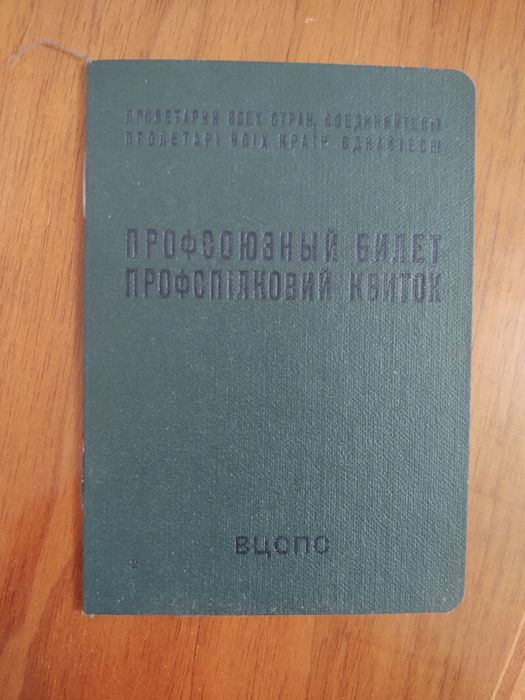 ПРОЛЕТАРИИ ВСЕХ СТРАН, СОЕДИНЯЙТЕСЬ!
ПРОЛЕТАРІ ВСІХ КРАЇН, ЄДНАЙТЕСЯ!
ПРОФСОЮЗНЫЙ БИЛЕТ
ПРОФСПІЛКОВИЙ КВИТОК
ВЦСПС